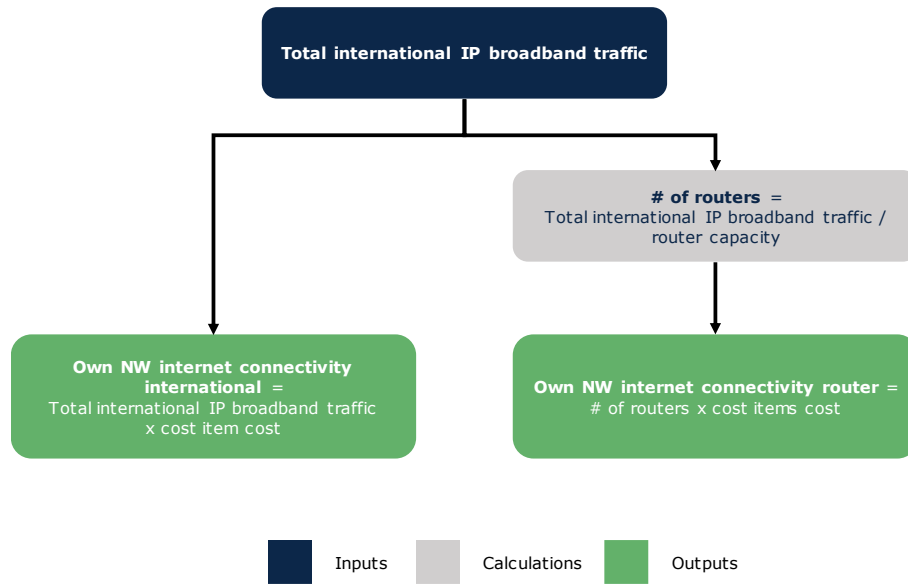 Total international IP broadband traffic
# of routers =
Total international IP broadband traffic /
router capacity
Own NW internet connectivity
international =
Total international IP broadband traffic
x cost item cost
Own NW internet connectivity router =
# of routers x cost items cost
Inputs
Calculations
Outputs